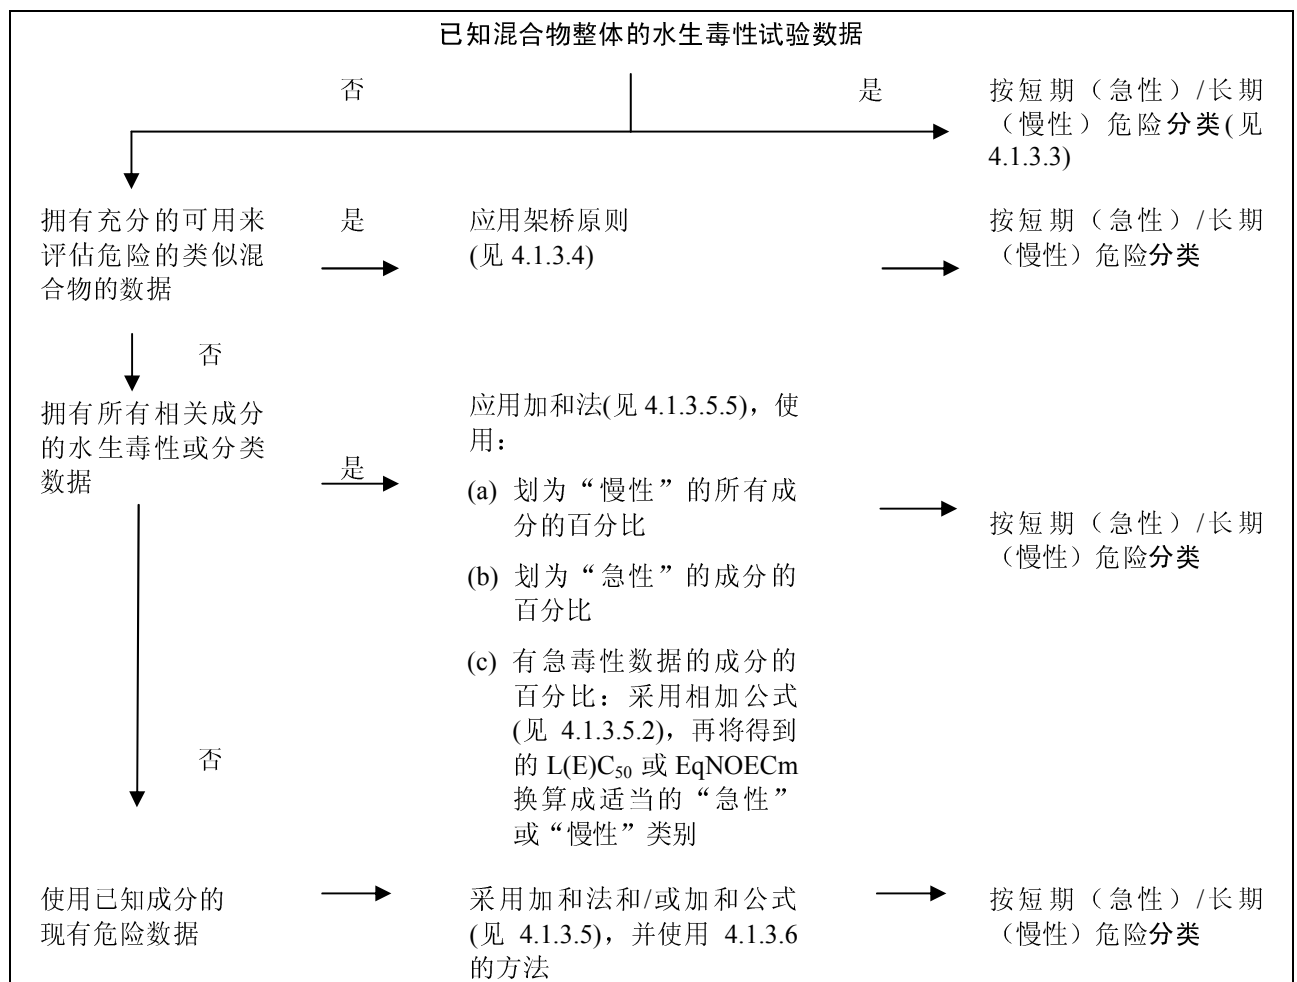 已知混合物整体的水生毒性试验数据
否
是
按短期（急性）/长期
（慢性）危险分类(见
4.1.3.3)
拥有充分的可用来
评估危险的类似混
合物的数据
是
应用架桥原则
(见 4.1.3.4)
按短期（急性）/长期
（慢性）危险分类
否
拥有所有相关成分
的水生毒性或分类
数据
是
应用加和法(见 4.1.3.5.5)，使
用：
(a) 划为“慢性”的所有成
分的百分比
(b) 划为“急性”的成分的
百分比
(c) 有急毒性数据的成分的
百分比：采用相加公式
(见 4.1.3.5.2)，再将得到
的 L(E)C₅₀ 或 EqNOECm
换算成适当的“急性”
或“慢性”类别
按短期（急性）/长期
（慢性）危险分类
否
使用已知成分的
现有危险数据
采用加和法和/或加和公式
(见 4.1.3.5)，并使用 4.1.3.6
的方法
按短期（急性）/长期
（慢性）危险分类